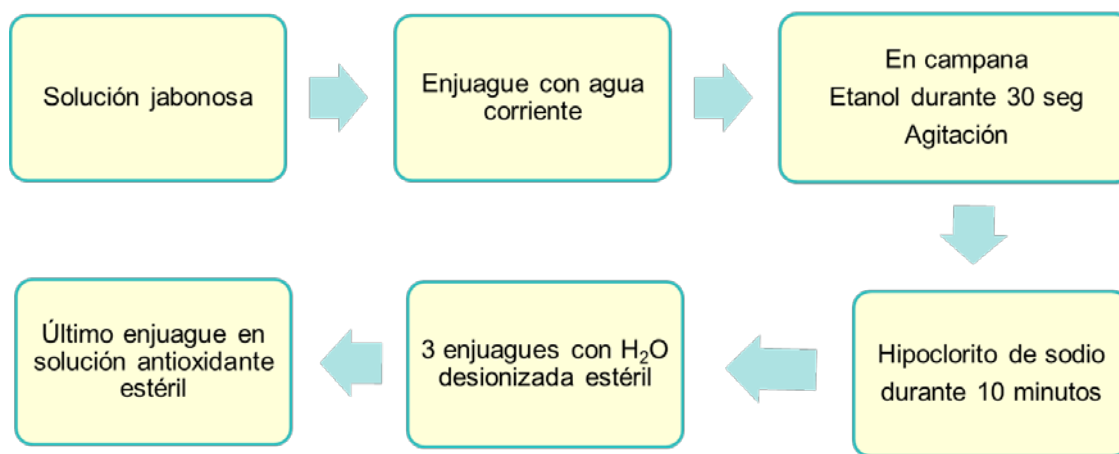 Solución jabonosa
Enjuague con agua
corriente
En campana
Etanol durante 30 seg
Agitación
Hipoclorito de sodio
durante 10 minutos
3 enjuagues con H₂O
desionizada estéril
Último enjuague en
solución antioxidante
estéril